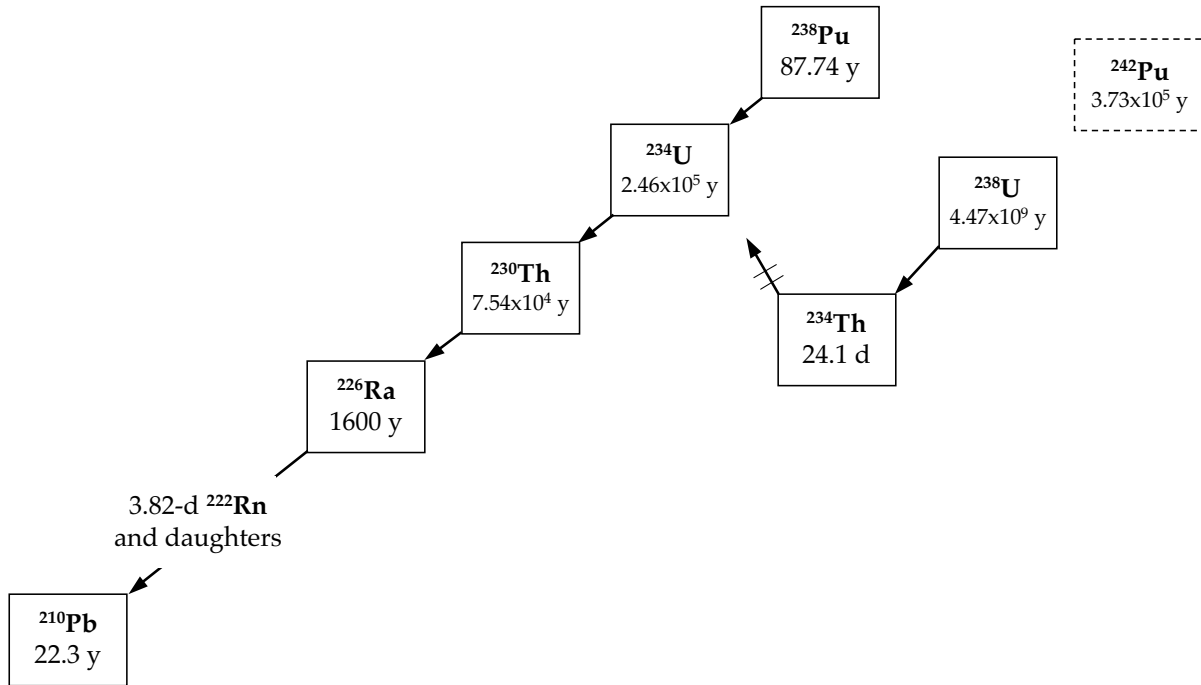 ²³⁸Pu
87.74 y
²⁴²Pu
3.73x10⁵ y
²³⁴U
2.46x10⁵ y
²³⁸U
4.47x10⁹ y
²³⁰Th
7.54x10⁴ y
²³⁴Th
24.1 d
²²⁶Ra
1600 y
3.82-d ²²²Rn
and daughters
²¹⁰Pb
22.3 y